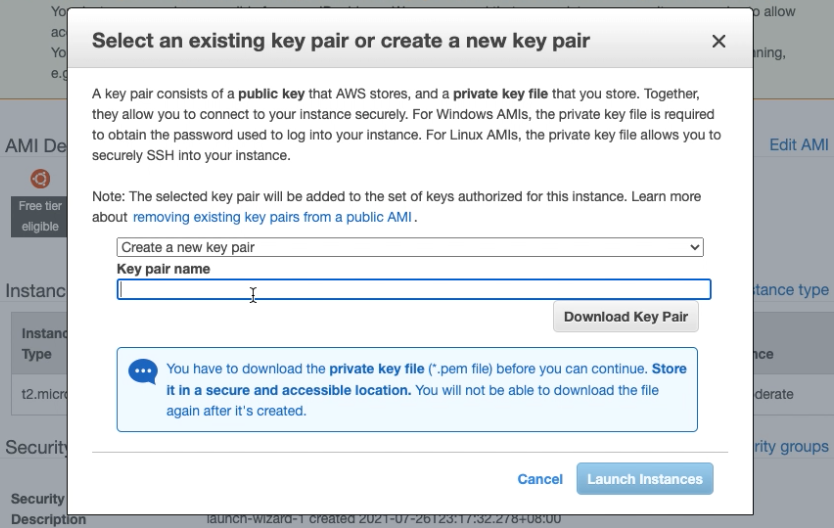 Select an existing key pair or create a new key pair
A key pair consists of a public key that AWS stores, and a private key file that you store. Together,
they allow you to connect to your instance securely. For Windows AMIs, the private key file is required
to obtain the password used to log into your instance. For Linux AMIs, the private key file allows you to
securely SSH into your instance.
Note: The selected key pair will be added to the set of keys authorized for this instance. Learn more
about removing existing key pairs from a public AMI .
Create a new key pair
Key pair name
Download Key Pair
You have to download the private key file (*.pem file) before you can continue. Store
it in a secure and accessible location. You will not be able to download the file
again after it's created.
Cancel
Launch Instances
to allow
e.g
AMI De
Edit AMI
Free tier
eligible
Instanc
stance type
Type
t2.micro
derate
Security
rity groups
Security
Description
launch-wizard-1 created 2021-07-26T23:17:32.278+08:00